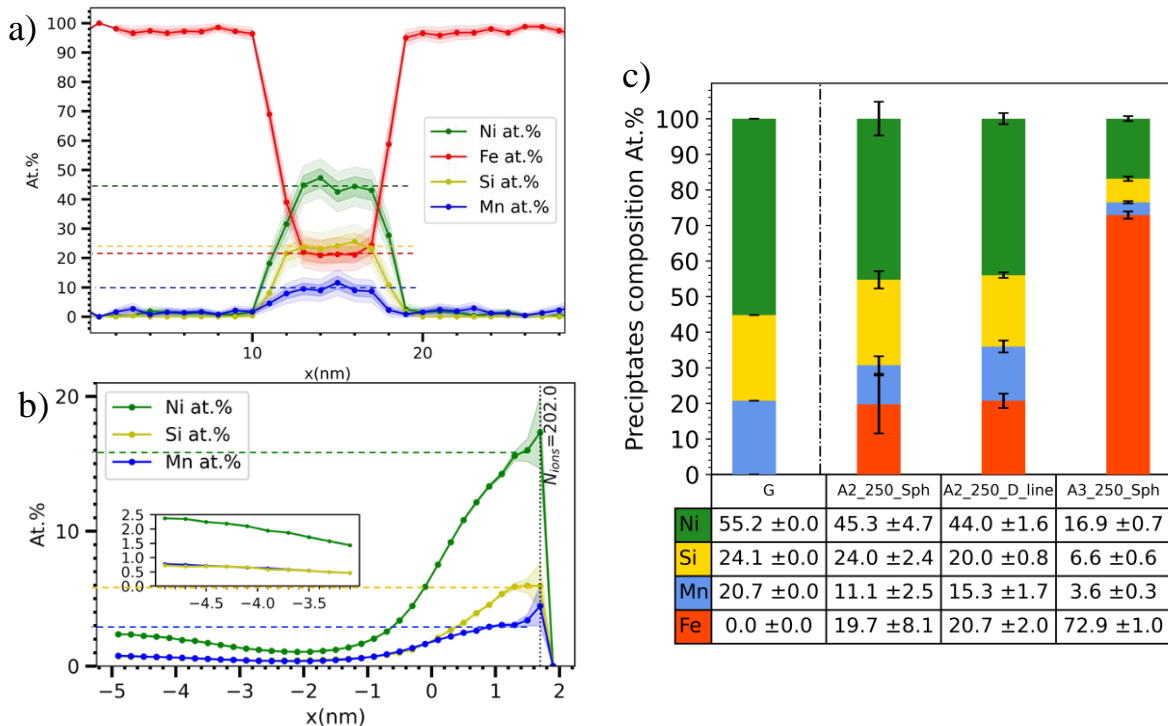 a)
100
90
80
70
60
50
40
30
20
10
0
At.%
Ni at.%
Fe at.%
Si at.%
Mn at.%
10
20
x(nm)
b)
20
10
0
At.%
Ni at.%
Si at.%
Mn at.%
N_ions=202.0
2.5
2.0
1.5
1.0
0.5
0.0
−4.5 −4.0 −3.5
−5 −4 −3 −2 −1 0 1 2
x(nm)
c)
Preciptates composition At.%
100
90
80
70
60
50
40
30
20
10
0
G A2_250_Sph A2_250_D_line A3_250_Sph
Ni 55.2 ±0.0 45.3 ±4.7 44.0 ±1.6 16.9 ±0.7
Si 24.1 ±0.0 24.0 ±2.4 20.0 ±0.8 6.6 ±0.6
Mn 20.7 ±0.0 11.1 ±2.5 15.3 ±1.7 3.6 ±0.3
Fe 0.0 ±0.0 19.7 ±8.1 20.7 ±2.0 72.9 ±1.0